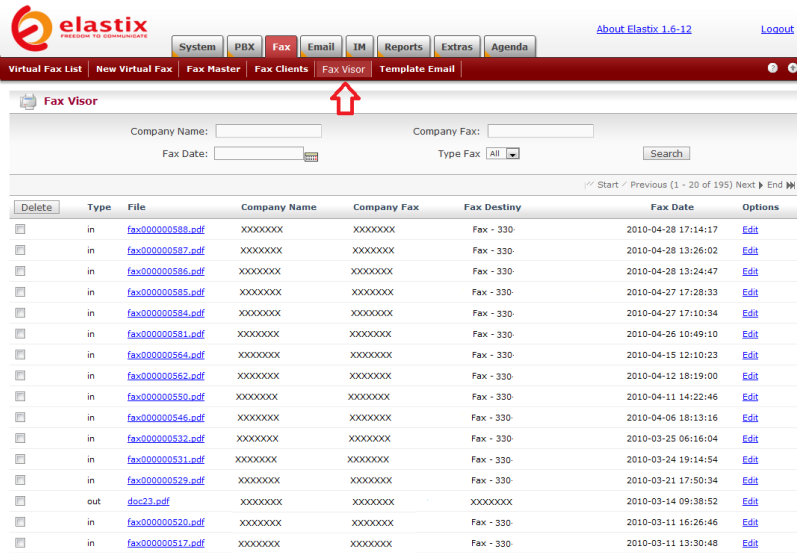 elastix
FREEDOM TO COMMUNICATE
About Elastix 1.6-12 Logout
System PBX Fax Email IM Reports Extras Agenda
Virtual Fax List New Virtual Fax Fax Master Fax Clients Fax Visor Template Email
Fax Visor
Company Name: Company Fax:
Fax Date: Type Fax All Search
Start Previous (1 - 20 of 195) Next End
Delete Type File Company Name Company Fax Fax Destiny Fax Date Options
in fax000000588.pdf XXXXXXX XXXXXXX Fax - 330- 2010-04-28 17:14:17 Edit
in fax000000587.pdf XXXXXXX XXXXXXX Fax - 330- 2010-04-28 13:26:02 Edit
in fax000000586.pdf XXXXXXX XXXXXXX Fax - 330- 2010-04-28 13:24:47 Edit
in fax000000585.pdf XXXXXXX XXXXXXX Fax - 330- 2010-04-27 17:28:33 Edit
in fax000000584.pdf XXXXXXX XXXXXXX Fax - 330- 2010-04-27 17:10:34 Edit
in fax000000581.pdf XXXXXXX XXXXXXX Fax - 330- 2010-04-26 10:49:10 Edit
in fax000000564.pdf XXXXXXX XXXXXXX Fax - 330- 2010-04-15 12:10:23 Edit
in fax000000562.pdf XXXXXXX XXXXXXX Fax - 330- 2010-04-12 18:19:00 Edit
in fax000000550.pdf XXXXXXX XXXXXXX Fax - 330- 2010-04-11 14:22:46 Edit
in fax000000546.pdf XXXXXXX XXXXXXX Fax - 330- 2010-04-06 18:13:16 Edit
in fax000000532.pdf XXXXXXX XXXXXXX Fax - 330- 2010-03-25 06:16:04 Edit
in fax000000531.pdf XXXXXXX XXXXXXX Fax - 330- 2010-03-24 19:14:54 Edit
in fax000000529.pdf XXXXXXX XXXXXXX Fax - 330- 2010-03-21 17:50:34 Edit
out doc23.pdf XXXXXXX XXXXXXX XXXXXXX 2010-03-14 09:38:52 Edit
in fax000000520.pdf XXXXXXX XXXXXXX Fax - 330- 2010-03-11 16:26:46 Edit
in fax000000517.pdf XXXXXXX XXXXXXX Fax - 330- 2010-03-11 13:30:48 Edit